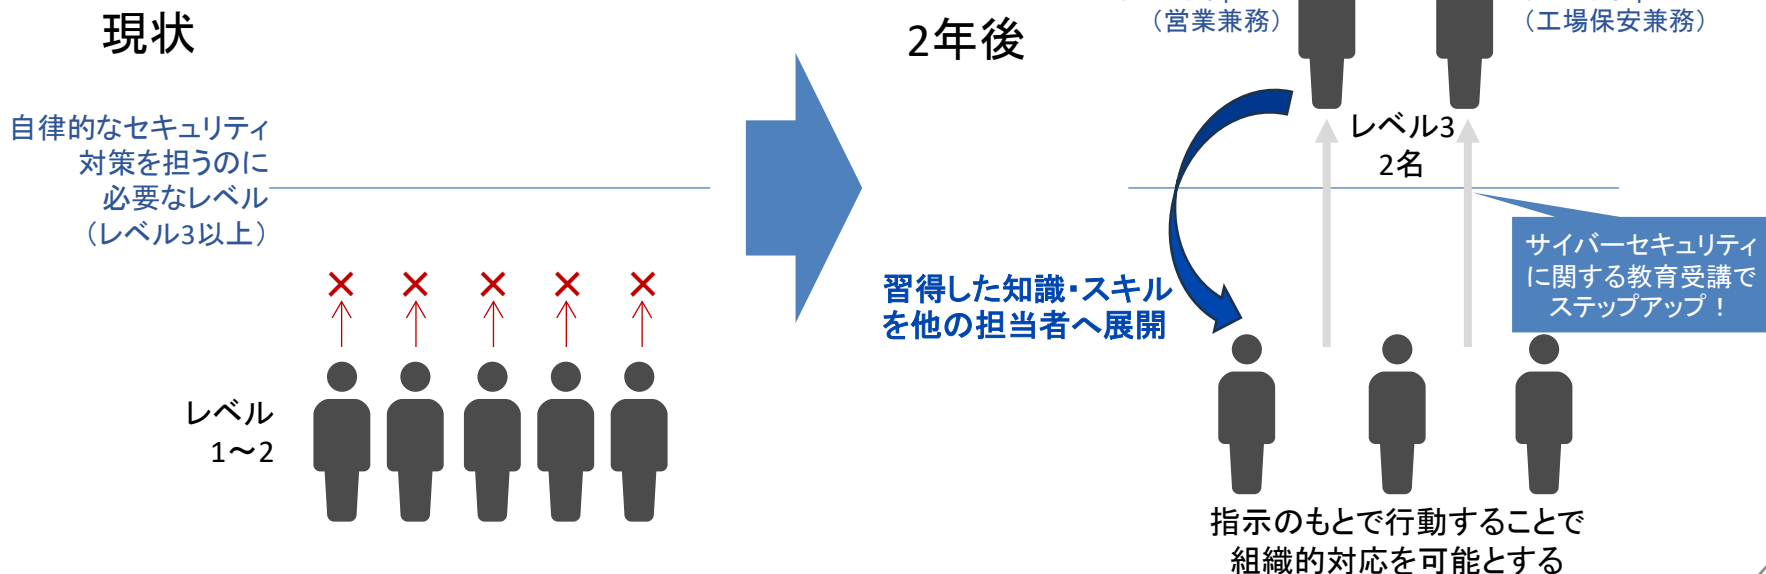 現状
自律的なセキュリティ
対策を担うのに
必要なレベル
（レベル3以上）
レベル
1～2
2年後
（営業兼務）
（工場保安兼務）
レベル3
2名
サイバーセキュリティ
に関する教育受講で
ステップアップ！
習得した知識・スキル
を他の担当者へ展開
指示のもとで行動することで
組織的対応を可能とする